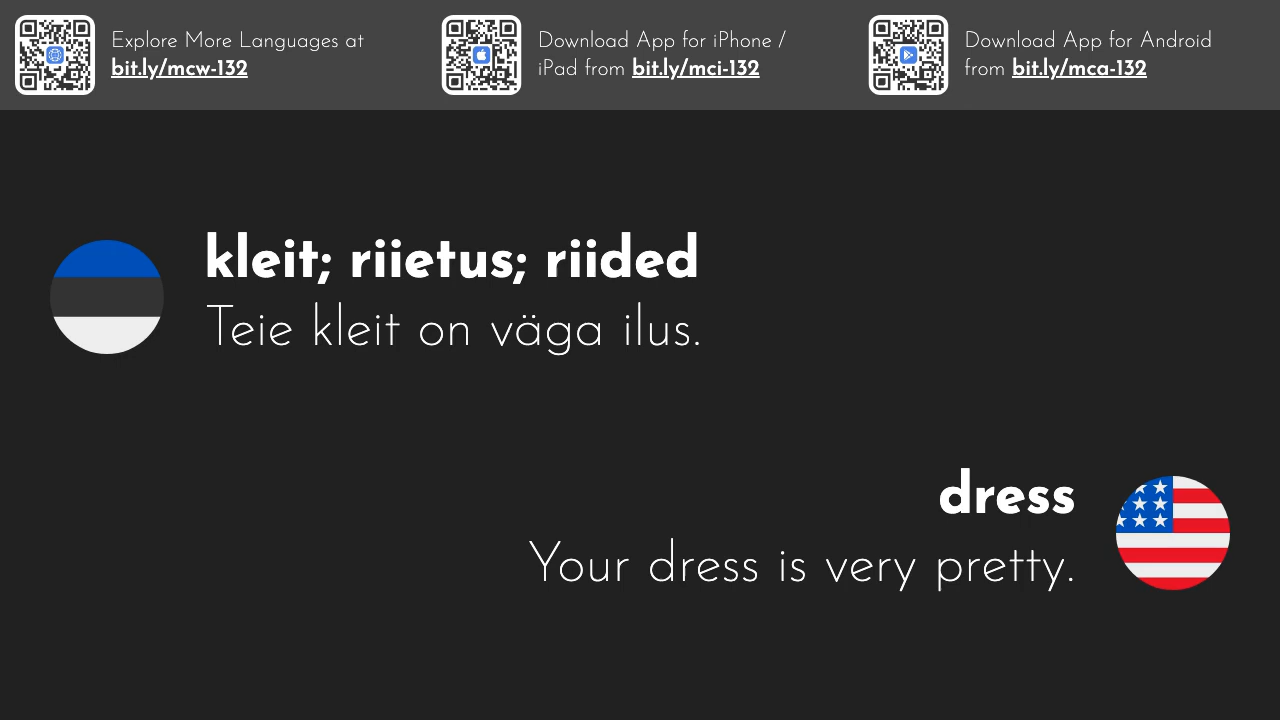 Explore More Languages at
bit.ly/mcw-132
Download App for iPhone /
iPad from bit.ly/mci-132
Download App for Android
from bit.ly/mca-132
kleit; riietus; riided
Teie kleit on väga ilus.
dress
Your dress is very pretty.